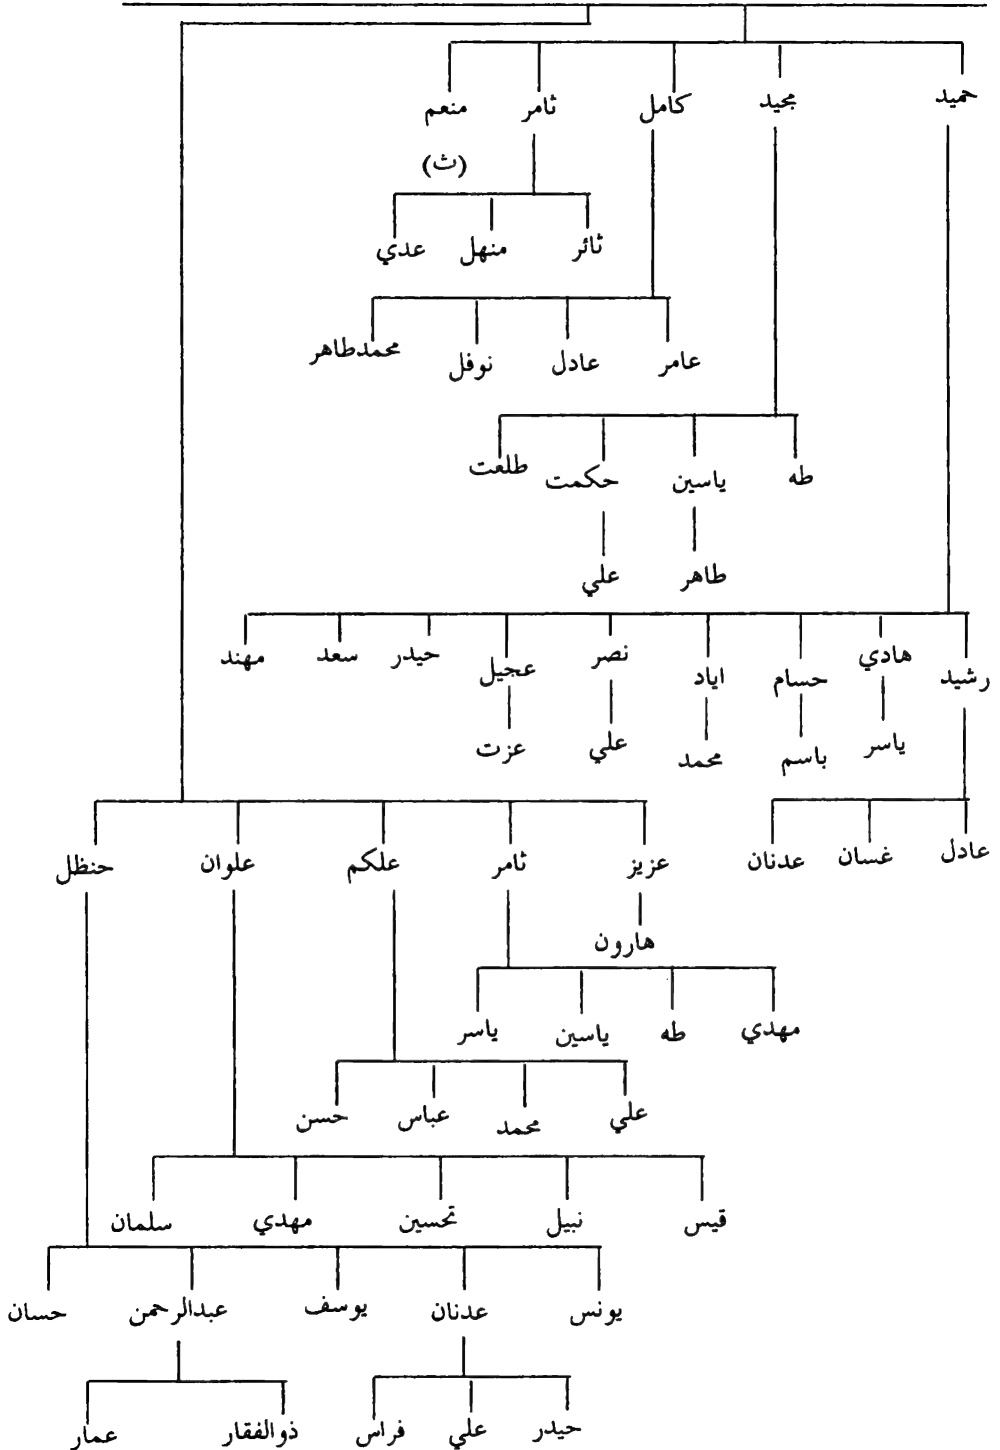 حميد مجيد كامل ثامر منعم
(ث)
ثائر منهل عدي
عامر عادل نوفل محمدطاهر
طه ياسين حكمت طلعت
طاهر علي
رشيد هادي حسام اياد نصر عجيل حيدر سعد مهند
ياسر باسم محمد علي عزت
عادل غسان عدنان
عزيز ثامر علكم علوان حنظل
هارون
مهدي طه ياسين ياسر
علي محمد عباس حسن
قيس نبيل تحسين مهدي سلمان
يونس عدنان يوسف عبدالرحمن حسان
حيدر علي فراس ذوالفقار عمار